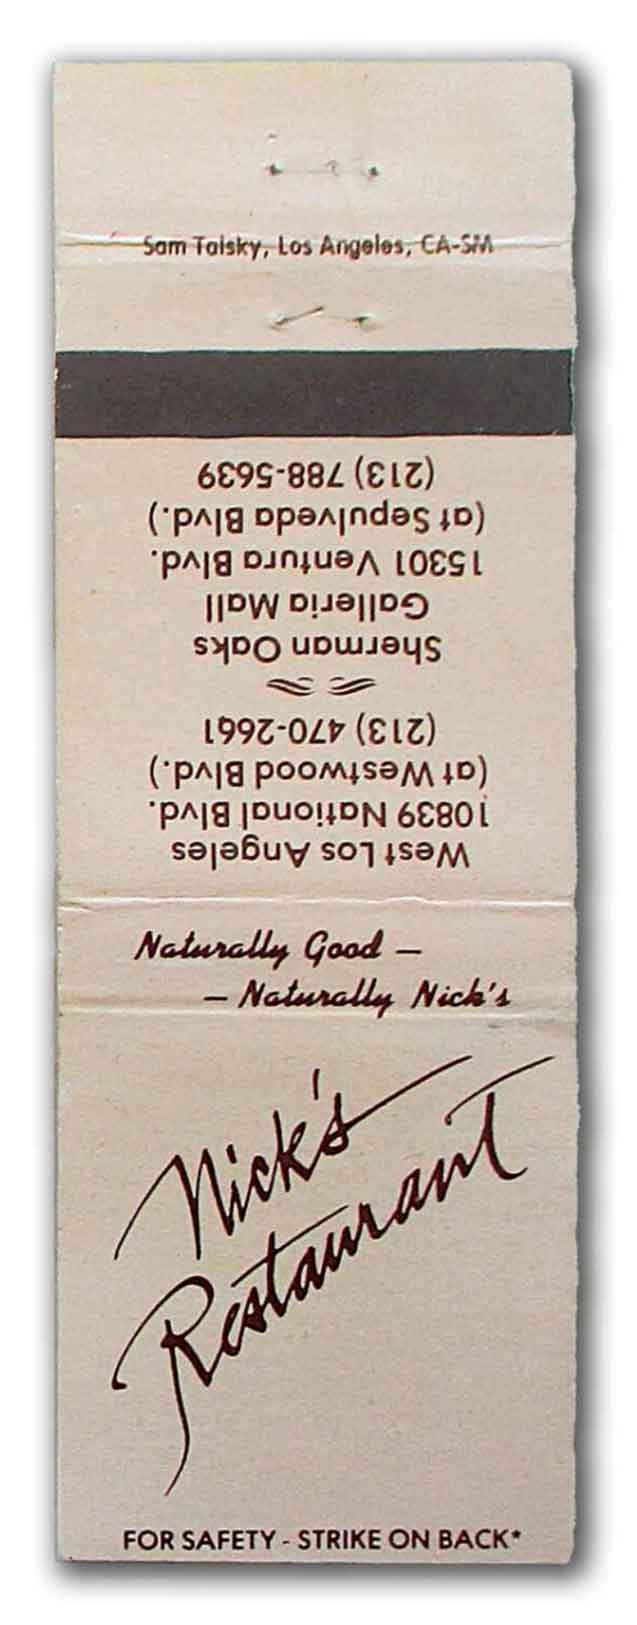 Sam Talsky, Los Angeles, CA-SM
West Los Angeles
10839 National Blvd.
(at Westwood Blvd.)
(213) 470-2661
Sherman Oaks
Galleria Mall
15301 Ventura Blvd.
(at Sepulveda Blvd.)
(213) 788-5639
Naturally Good —
— Naturally Nick's
Nick's
Restaurant
FOR SAFETY - STRIKE ON BACK*